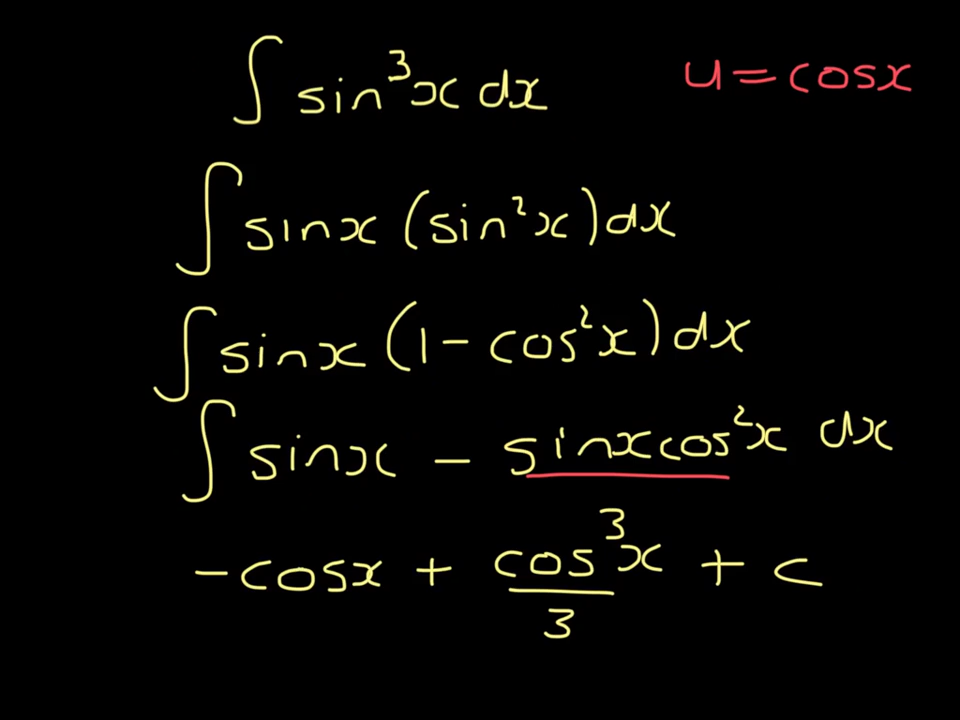 ∫ sin³x dx    u = cosx
∫ sinx (sin²x) dx
∫ sinx (1 - cos²x) dx
∫ sinx - sinxcos²x dx
-cosx + cos³x/3 + c